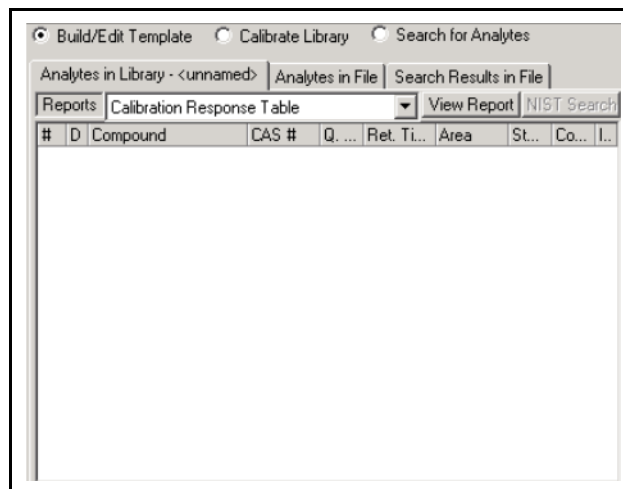 Build/Edit Template Calibrate Library Search for Analytes
Analytes in Library - <unnamed> Analytes in File Search Results in File
Reports Calibration Response Table View Report NIST Search
# D Compound CAS # Q. ... Ret. Ti... Area St... Co... I..